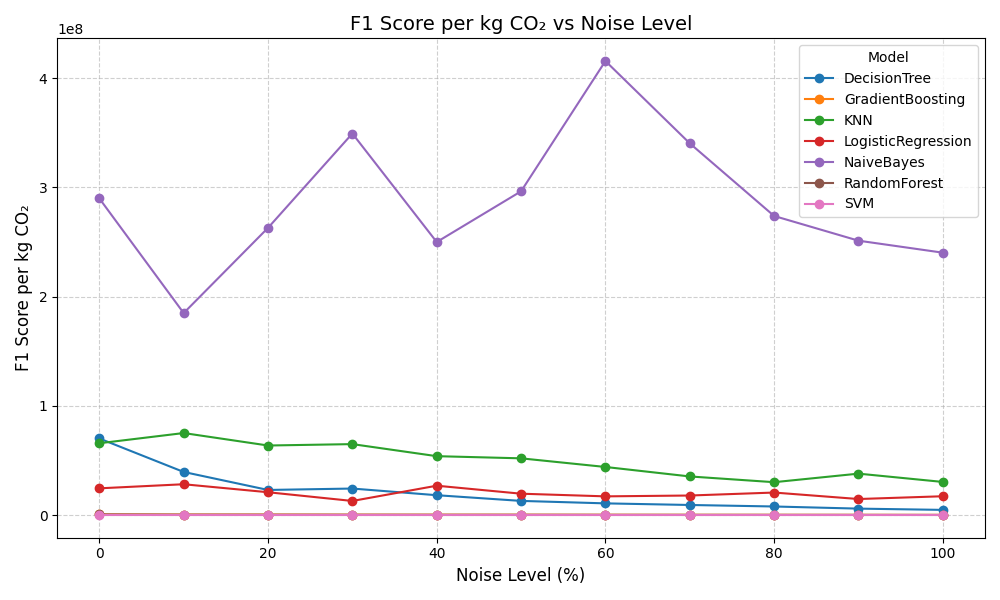 F1 Score per kg CO₂ vs Noise Level
1e8
Model
DecisionTree
GradientBoosting
KNN
LogisticRegression
NaiveBayes
RandomForest
SVM
F1 Score per kg CO₂
4
3
2
1
0
0 20 40 60 80 100
Noise Level (%)